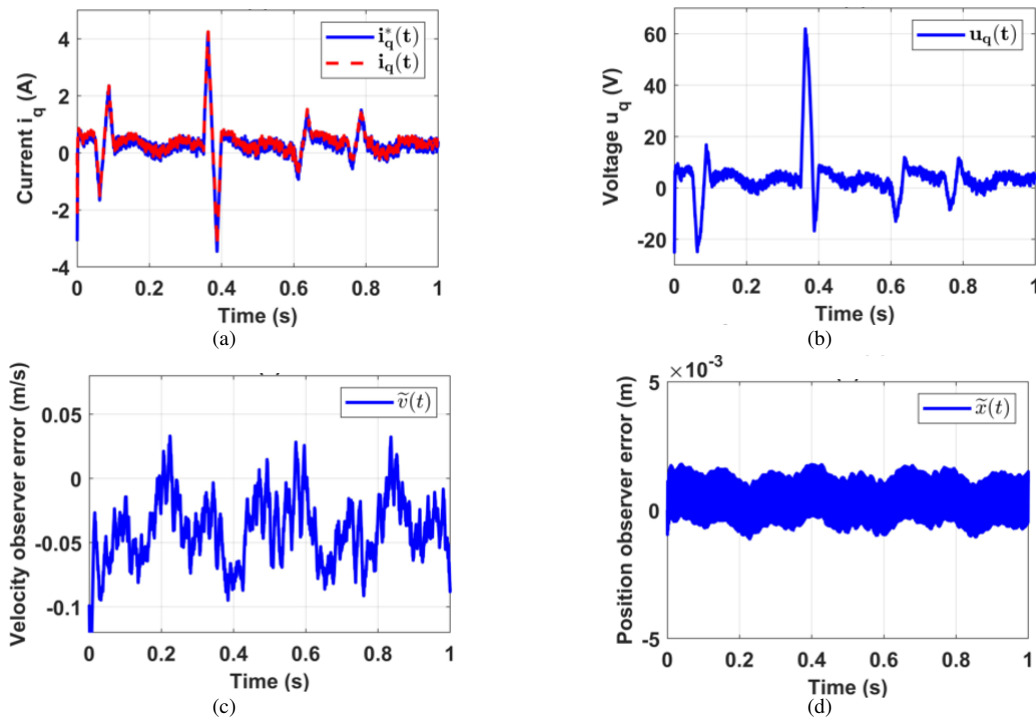 4
2
0
-2
-4
Current i_q (A)
i_q^*(t)
i_q(t)
0 0.2 0.4 0.6 0.8 1
Time (s)
(a)
60
40
20
0
-20
Voltage u_q (V)
u_q(t)
0 0.2 0.4 0.6 0.8 1
Time (s)
(b)
0.05
0
-0.05
-0.1
Velocity observer error (m/s)
ṽ(t)
0 0.2 0.4 0.6 0.8 1
Time (s)
(c)
×10^-3
5
0
-5
Position observer error (m)
x̃(t)
0 0.2 0.4 0.6 0.8 1
Time (s)
(d)